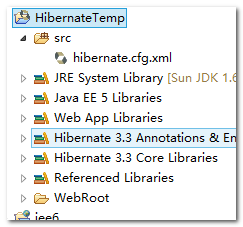 HibernateTemp
src
hibernate.cfg.xml
JRE System Library [Sun JDK 1.6
Java EE 5 Libraries
Web App Libraries
Hibernate 3.3 Annotations & En
Hibernate 3.3 Core Libraries
Referenced Libraries
WebRoot
jee6